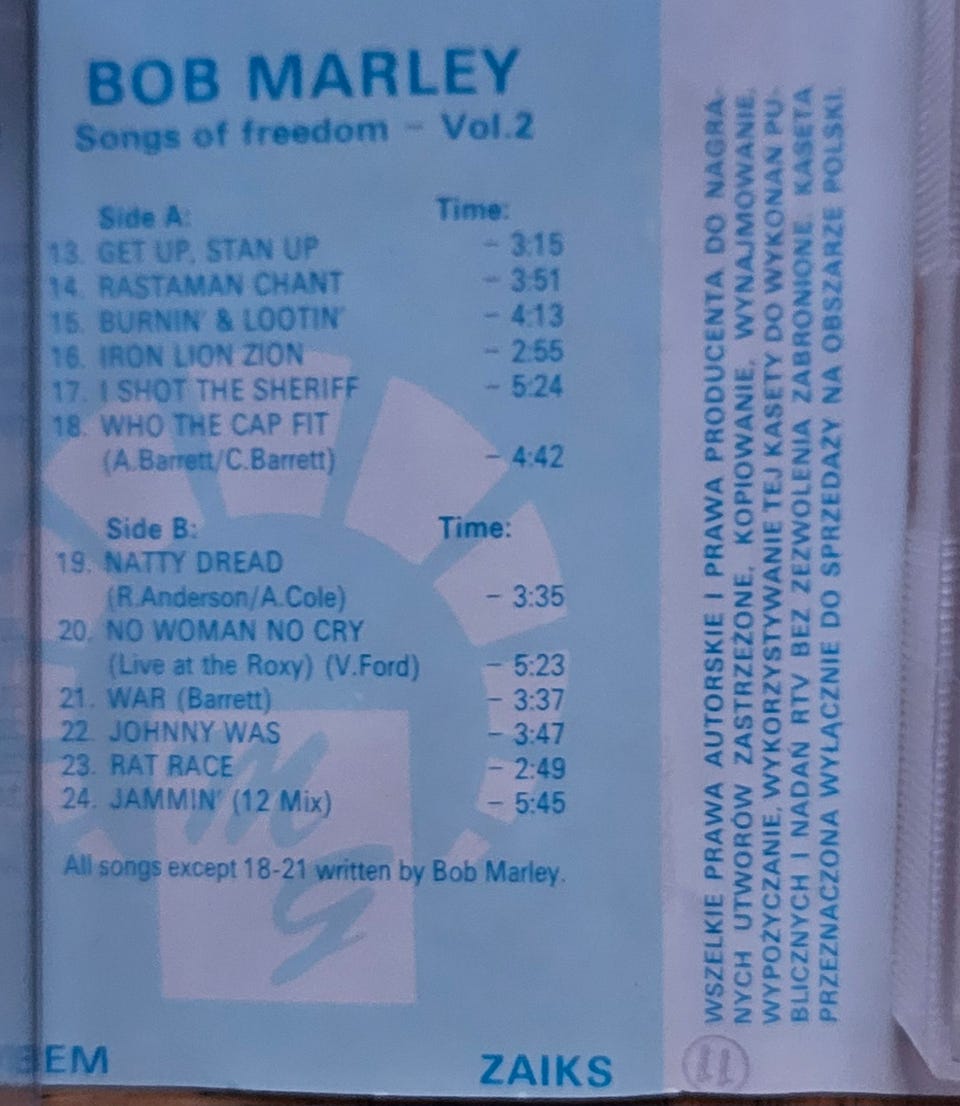 BOB MARLEY
Songs of freedom - Vol.2
Side A: Time:
13. GET UP, STAN UP - 3:15
14. RASTAMAN CHANT - 3:51
15. BURNIN' & LOOTIN' - 4:13
16. IRON LION ZION - 2:55
17. I SHOT THE SHERIFF - 5:24
18. WHO THE CAP FIT
(A.Barrett/C.Barrett) - 4:42
Side B: Time:
19. NATTY DREAD
(R.Anderson/A.Cole) - 3:35
20. NO WOMAN NO CRY
(Live at the Roxy) (V.Ford) - 5:23
21. WAR (Barrett) - 3:37
22. JOHNNY WAS - 3:47
23. RAT RACE - 2:49
24. JAMMIN' (12 Mix) - 5:45
All songs except 18-21 written by Bob Marley.
MG
BEM ZAIKS
WSZELKIE PRAWA AUTORSKIE I PRAWA PRODUCENTA DO NAGRA-
NYCH UTWORÓW ZASTRZEŻONE, KOPIOWANIE, WYNAJMOWANIE,
WYPOŻYCZANIE, WYKORZYSTYWANIE TEJ KASETY DO WYKONAN PU-
BLICZNYCH I NADAŃ RTV BEZ ZEZWOLENIA ZABRONIONE. KASETA
PRZEZNACZONA WYŁĄCZNIE DO SPRZEDAŻY NA OBSZARZE POLSKI.
11